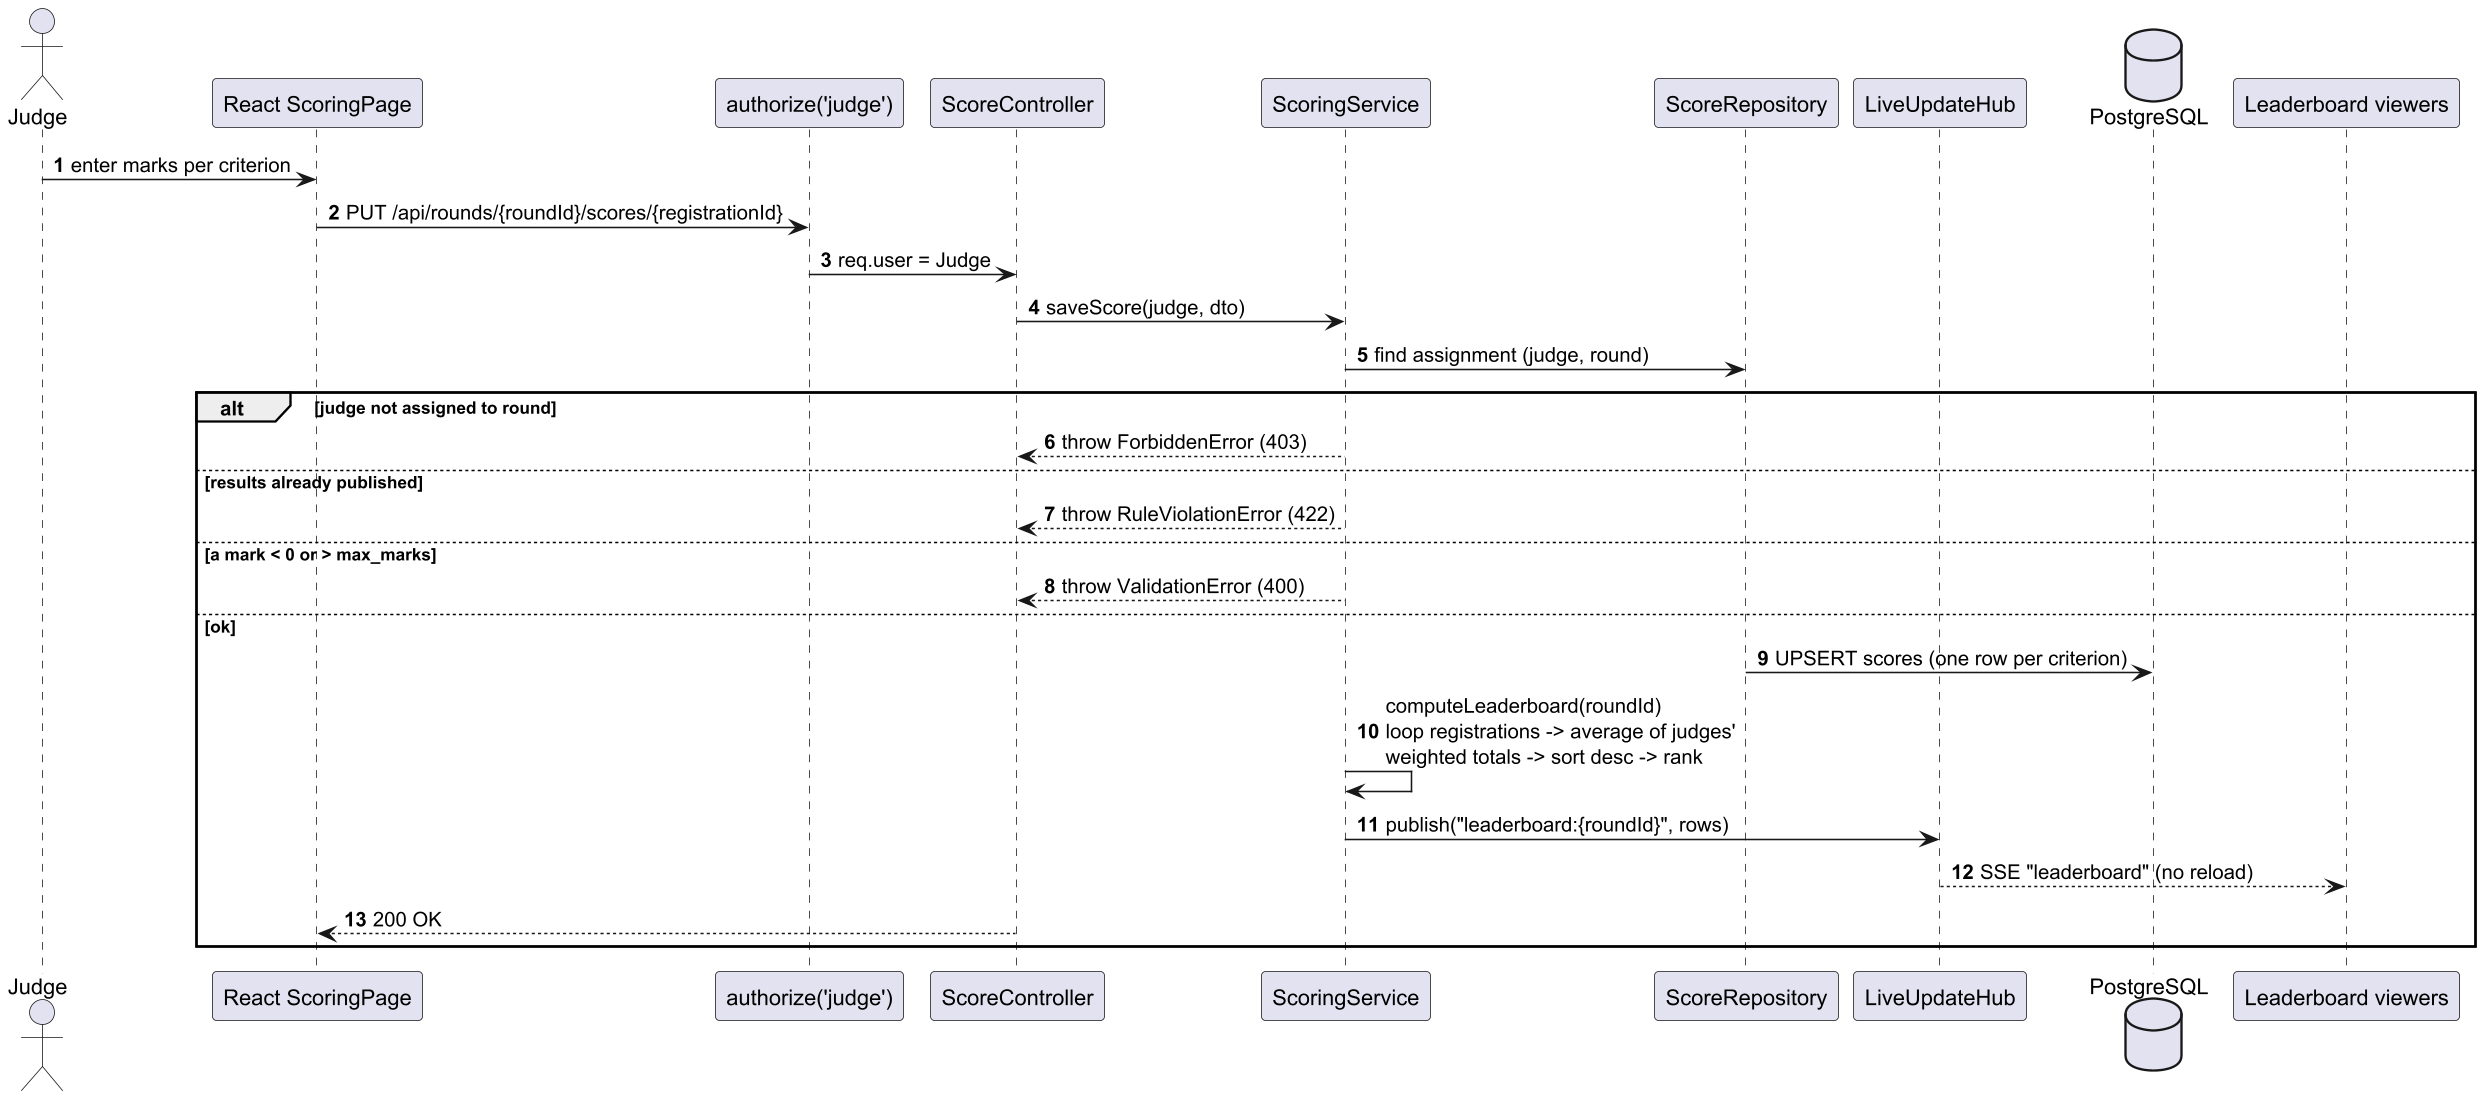 Judge
React ScoringPage
authorize('judge')
ScoreController
ScoringService
ScoreRepository
LiveUpdateHub
PostgreSQL
Leaderboard viewers
1 enter marks per criterion
2 PUT /api/rounds/{roundId}/scores/{registrationId}
3 req.user = Judge
4 saveScore(judge, dto)
5 find assignment (judge, round)
alt [judge not assigned to round]
6 throw ForbiddenError (403)
[results already published]
7 throw RuleViolationError (422)
[a mark < 0 or > max_marks]
8 throw ValidationError (400)
[ok]
9 UPSERT scores (one row per criterion)
computeLeaderboard(roundId)
10 loop registrations -> average of judges'
weighted totals -> sort desc -> rank
11 publish("leaderboard:{roundId}", rows)
12 SSE "leaderboard" (no reload)
13 200 OK
Judge
React ScoringPage
authorize('judge')
ScoreController
ScoringService
ScoreRepository
LiveUpdateHub
PostgreSQL
Leaderboard viewers